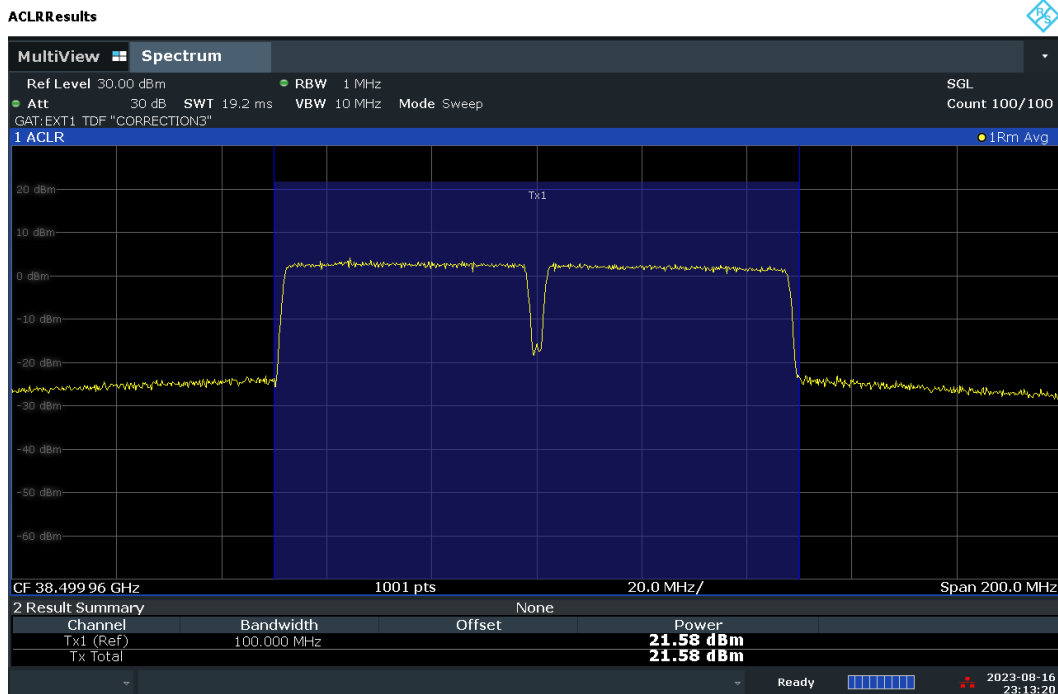 ACLRResults
R&S
MultiView Spectrum
Ref Level 30.00 dBm RBW 1 MHz SGL
Att 30 dB SWT 19.2 ms VBW 10 MHz Mode Sweep Count 100/100
GAT:EXT1 TDF "CORRECTION3"
1 ACLR 1Rm Avg
Tx1
20 dBm
10 dBm
0 dBm
-10 dBm
-20 dBm
-30 dBm
-40 dBm
-50 dBm
-60 dBm
CF 38.49996 GHz 1001 pts 20.0 MHz/ Span 200.0 MHz
2 Result Summary None
Channel Bandwidth Offset Power
Tx1 (Ref) 100.000 MHz 21.58 dBm
Tx Total 21.58 dBm
Ready 2023-08-16
23:13:20